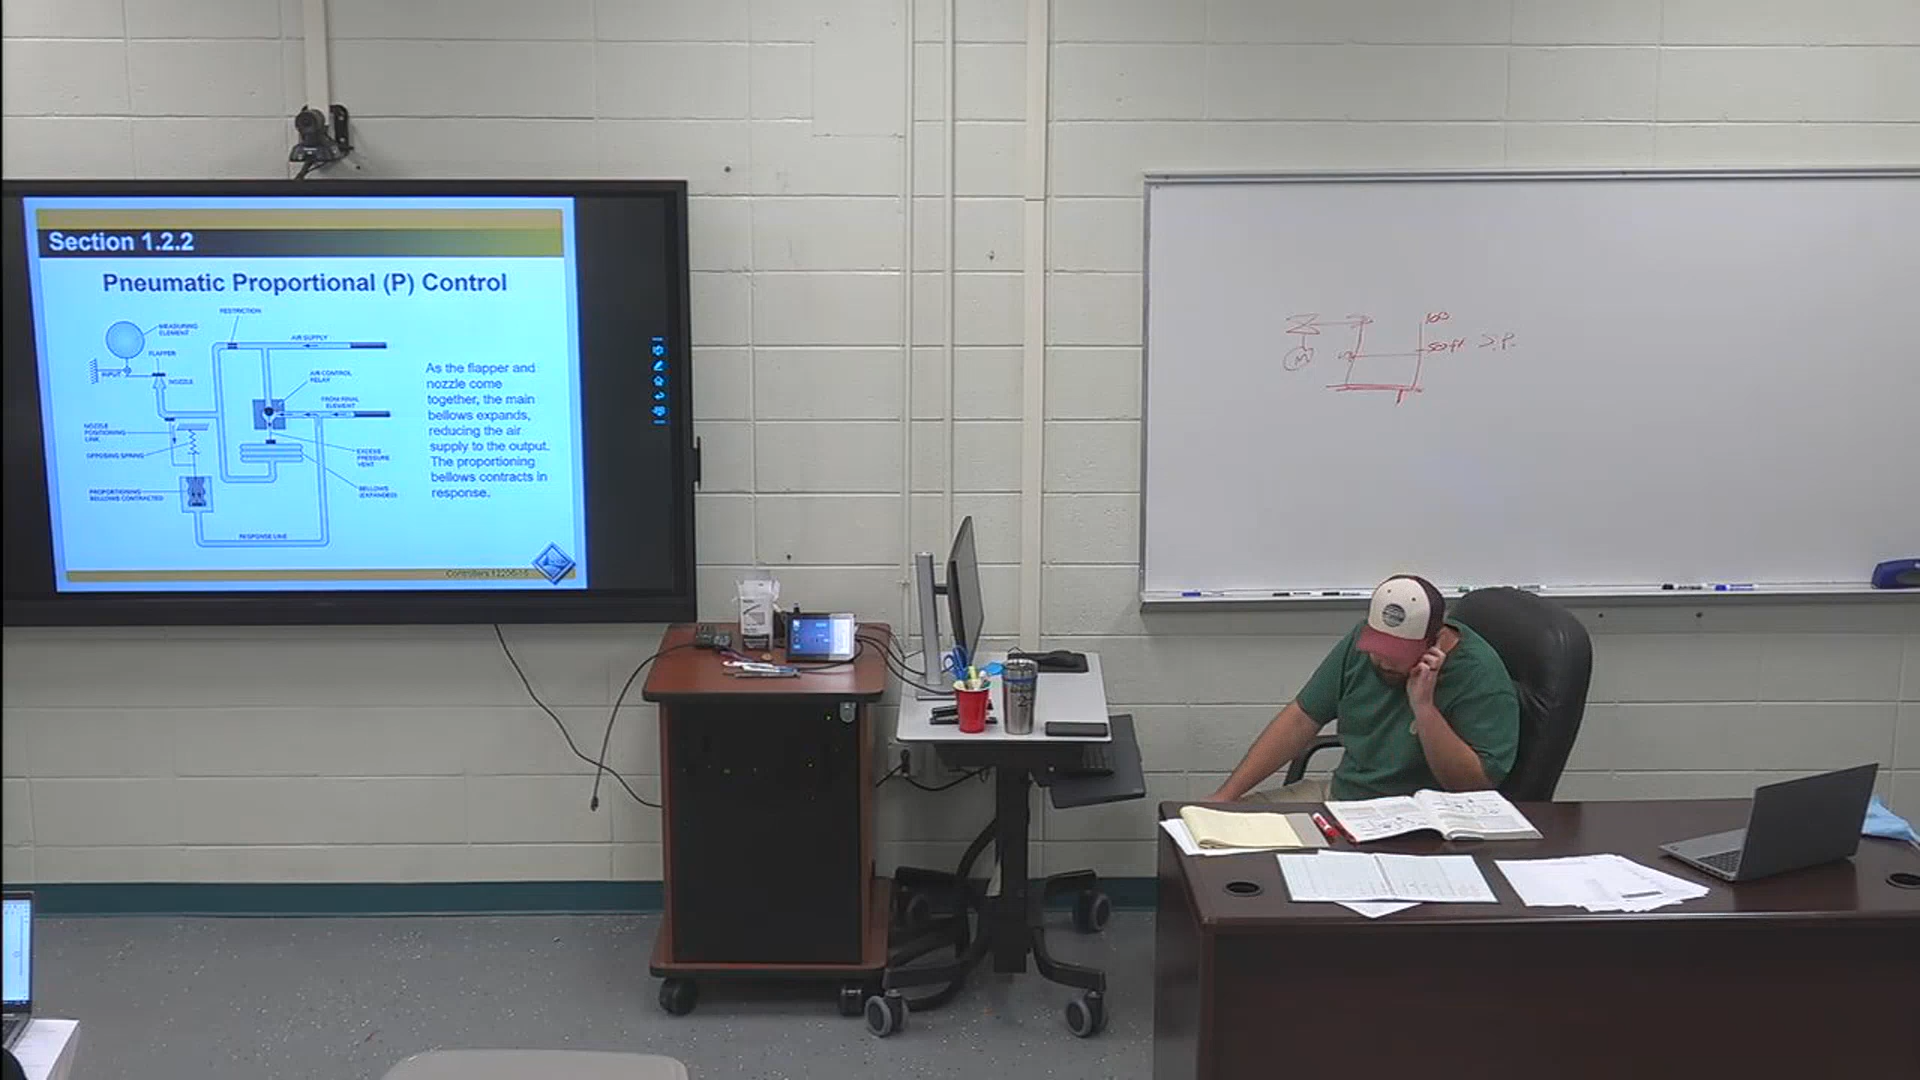 Section 1.2.2
Pneumatic Proportional (P) Control
RESTRICTION
MEASURING
ELEMENT
AIR SUPPLY
FLAPPER
INPUT
NOZZLE
AIR CONTROL
RELAY
FROM FINAL
ELEMENT
NOZZLE
POSITIONING
LINK
OPPOSING SPRING
EXCESS
PRESSURE
VENT
PROPORTIONING
BELLOWS CONTRACTED
BELLOWS
(EXPANDED)
RESPONSE LINE
As the flapper and
nozzle come
together, the main
bellows expands,
reducing the air
supply to the output.
The proportioning
bellows contracts in
response.
100
50% S.P.
M